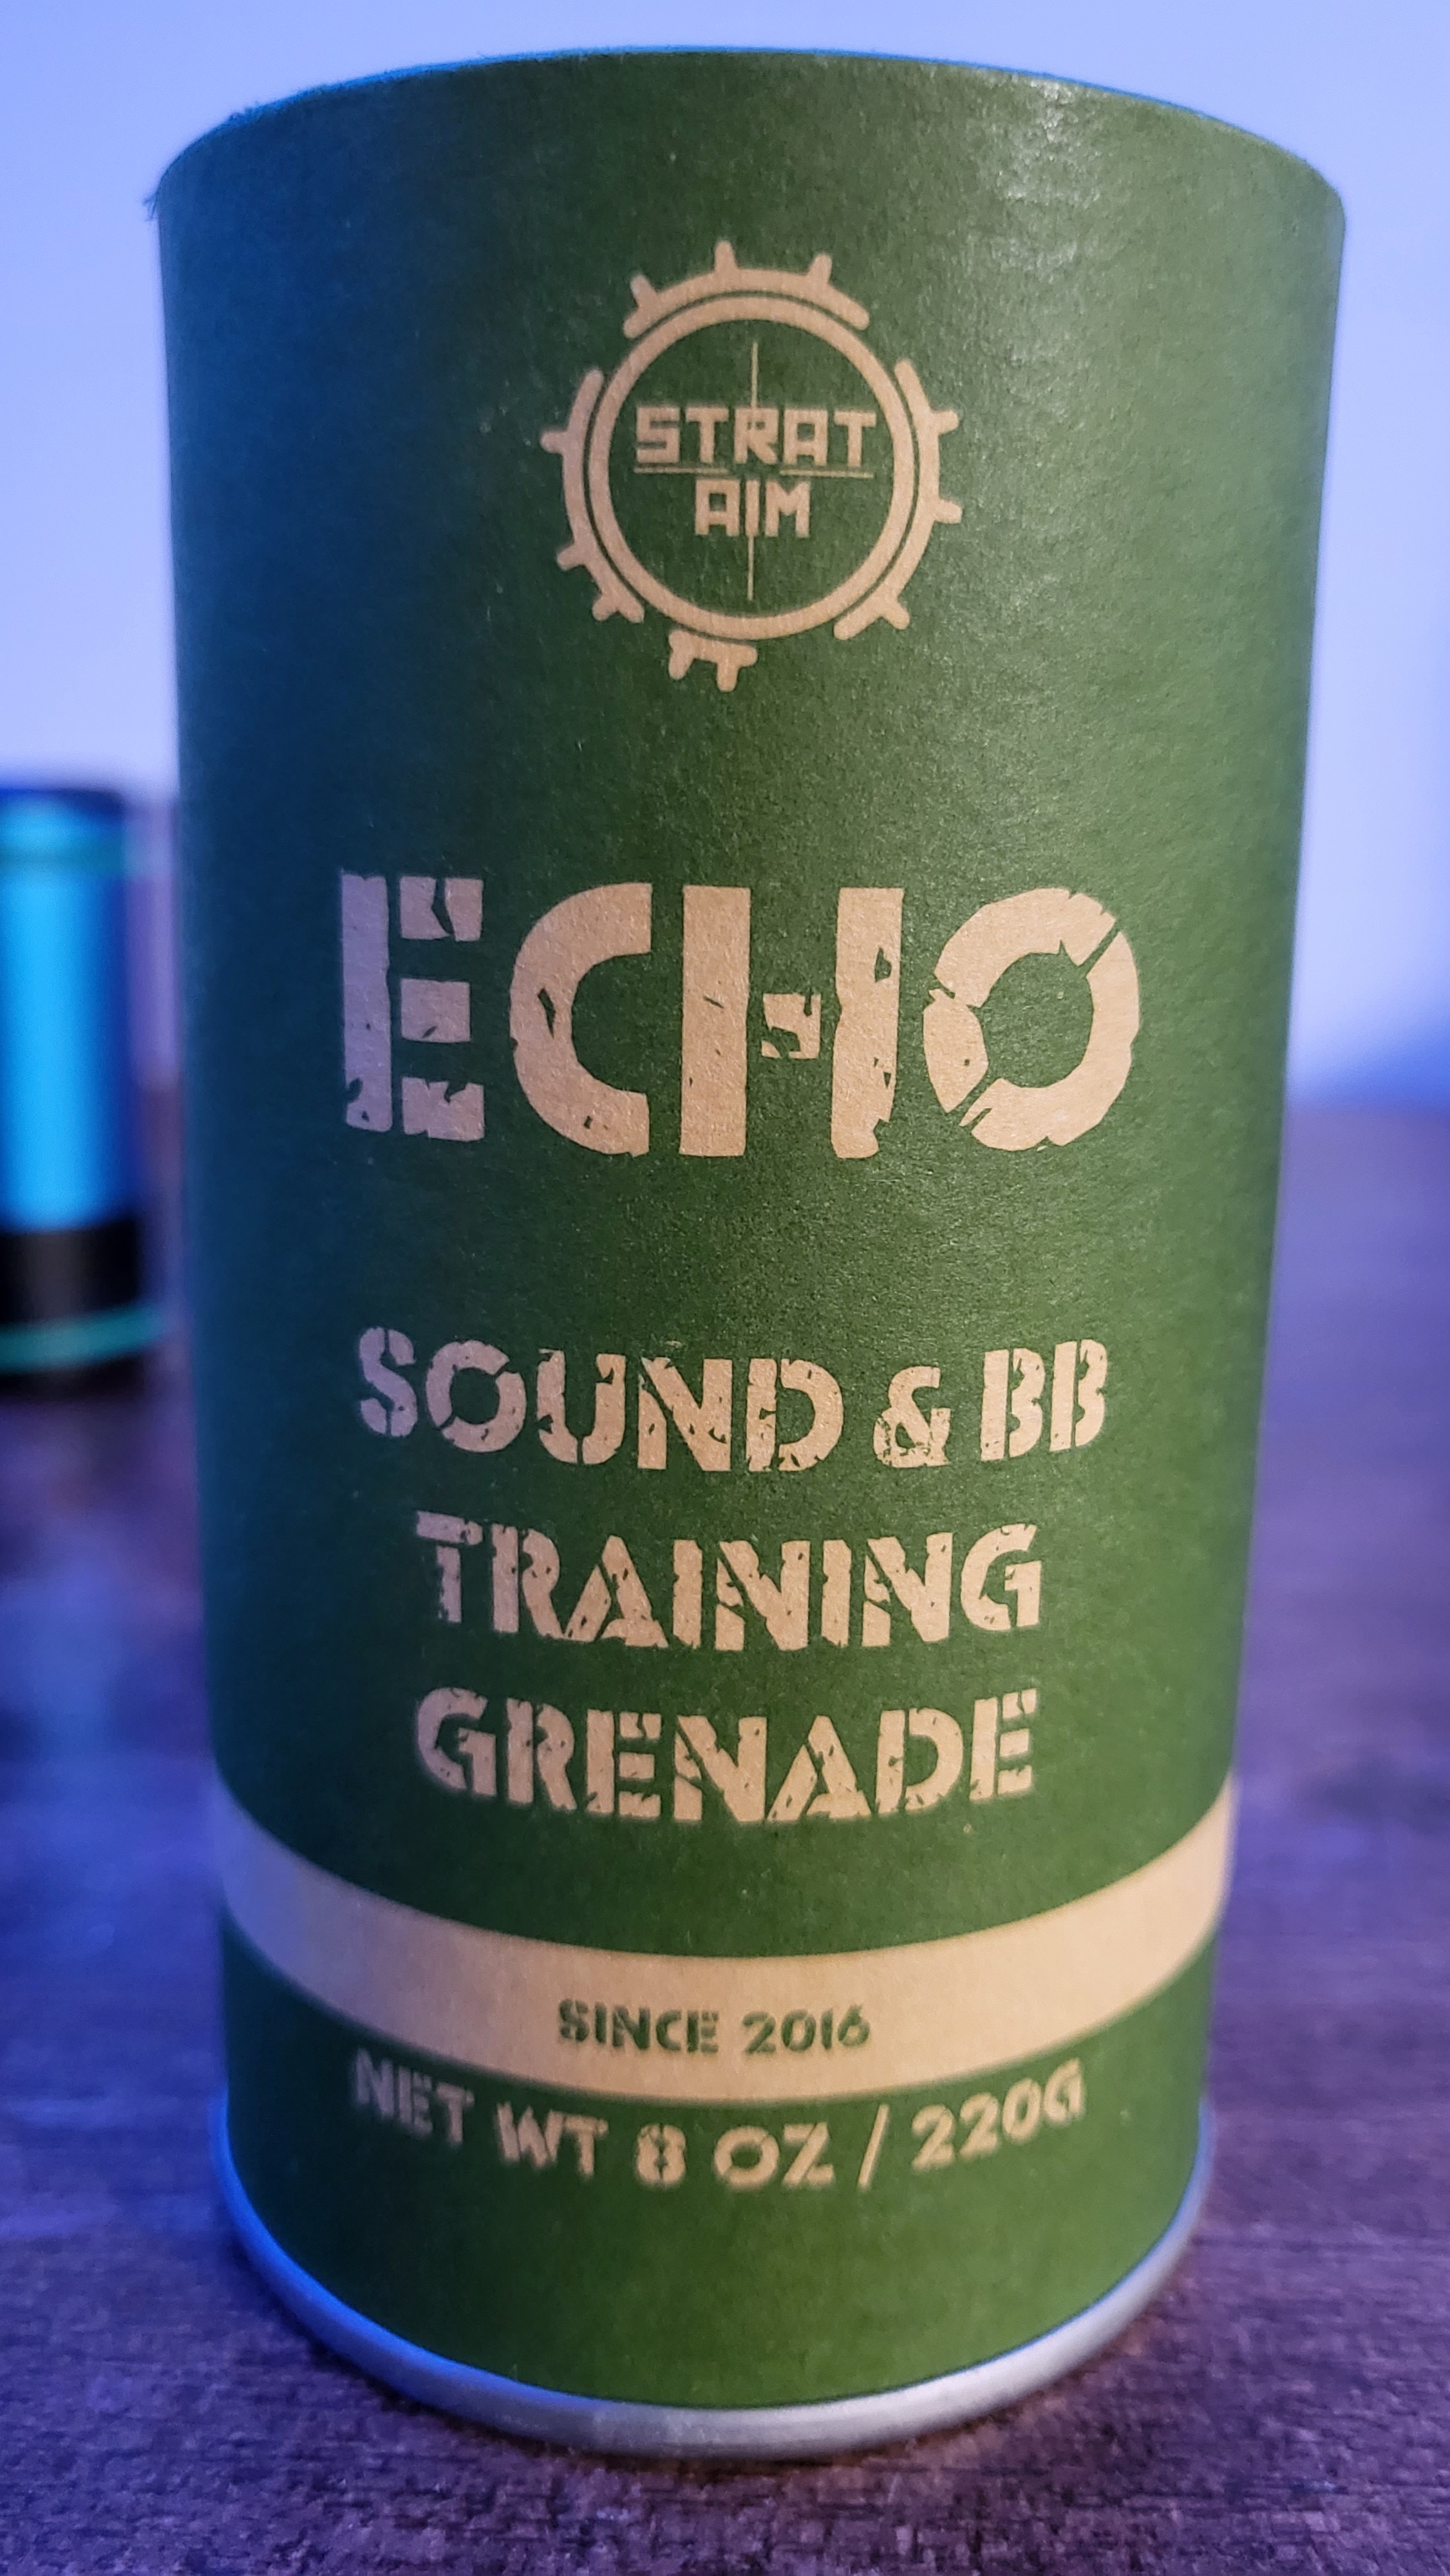 STRAT
AIM
ECHO
SOUND & BB
TRAINING
GRENADE
SINCE 2016
NET WT 8 OZ / 220G